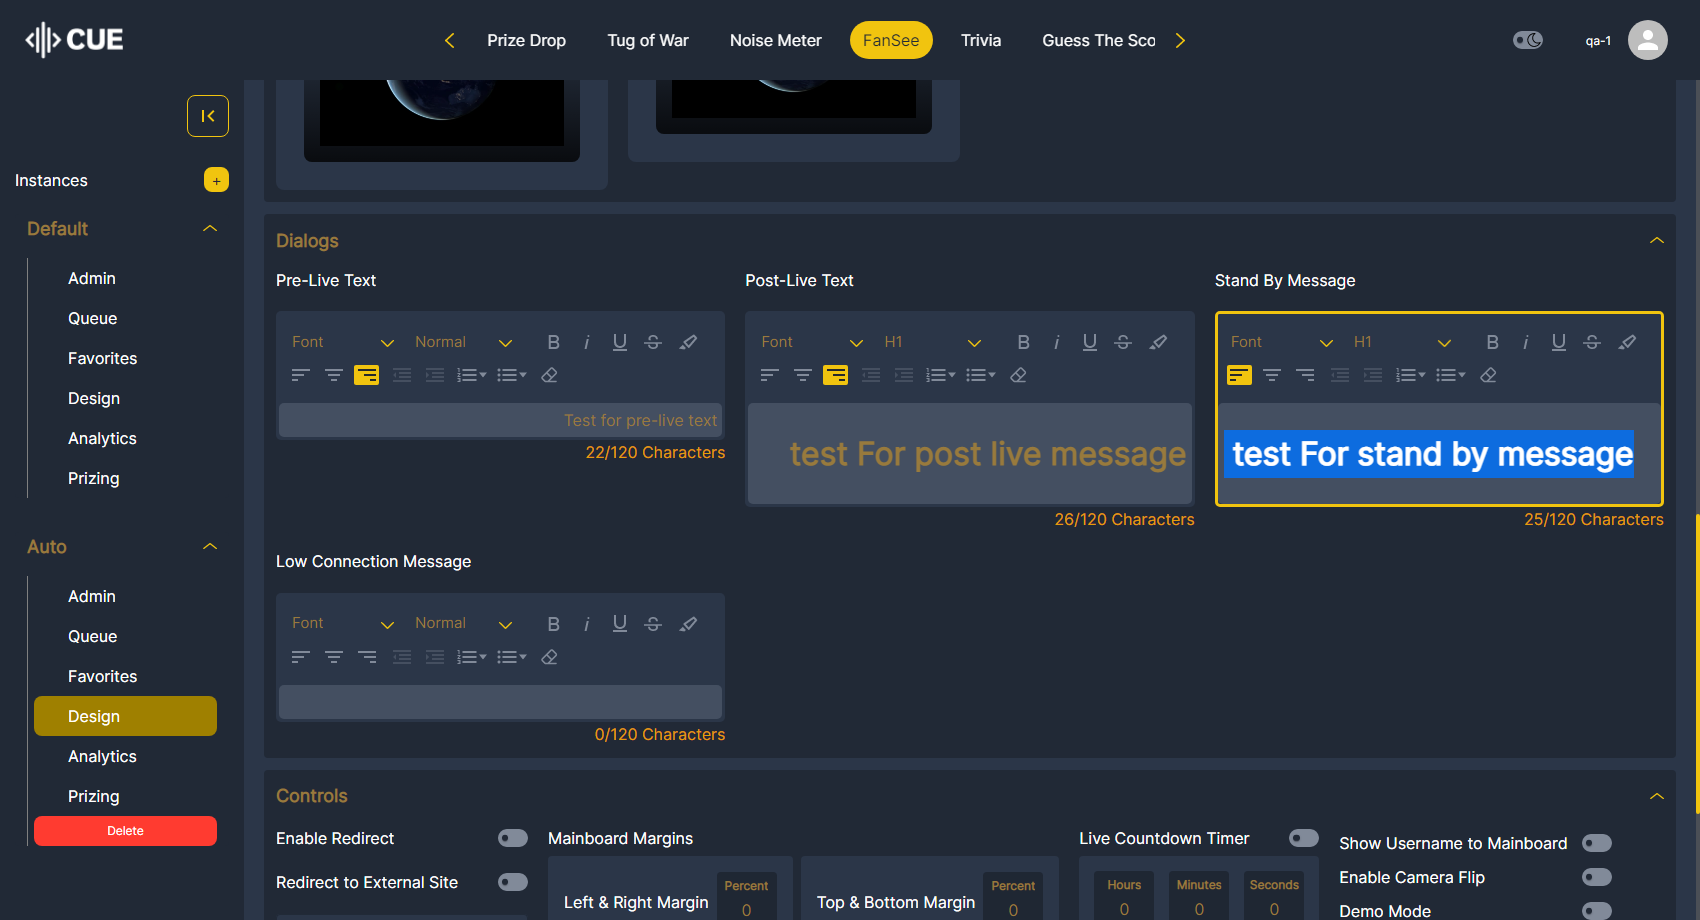 CUE
Prize Drop
Tug of War
Noise Meter
FanSee
Trivia
Guess The Sco
qa-1
Instances
+
Default
Admin
Queue
Favorites
Design
Analytics
Prizing
Auto
Admin
Queue
Favorites
Design
Analytics
Prizing
Delete
Dialogs
Pre-Live Text
Font
Normal
B
i
U
S
Test for pre-live text
22/120 Characters
Post-Live Text
Font
H1
B
i
U
S
test For post live message
26/120 Characters
Stand By Message
Font
H1
B
i
U
S
test For stand by message
25/120 Characters
Low Connection Message
Font
Normal
B
i
U
S
0/120 Characters
Controls
Enable Redirect
Redirect to External Site
Mainboard Margins
Left & Right Margin
Percent
0
Top & Bottom Margin
Percent
0
Live Countdown Timer
Hours
0
Minutes
0
Seconds
0
Show Username to Mainboard
Enable Camera Flip
Demo Mode